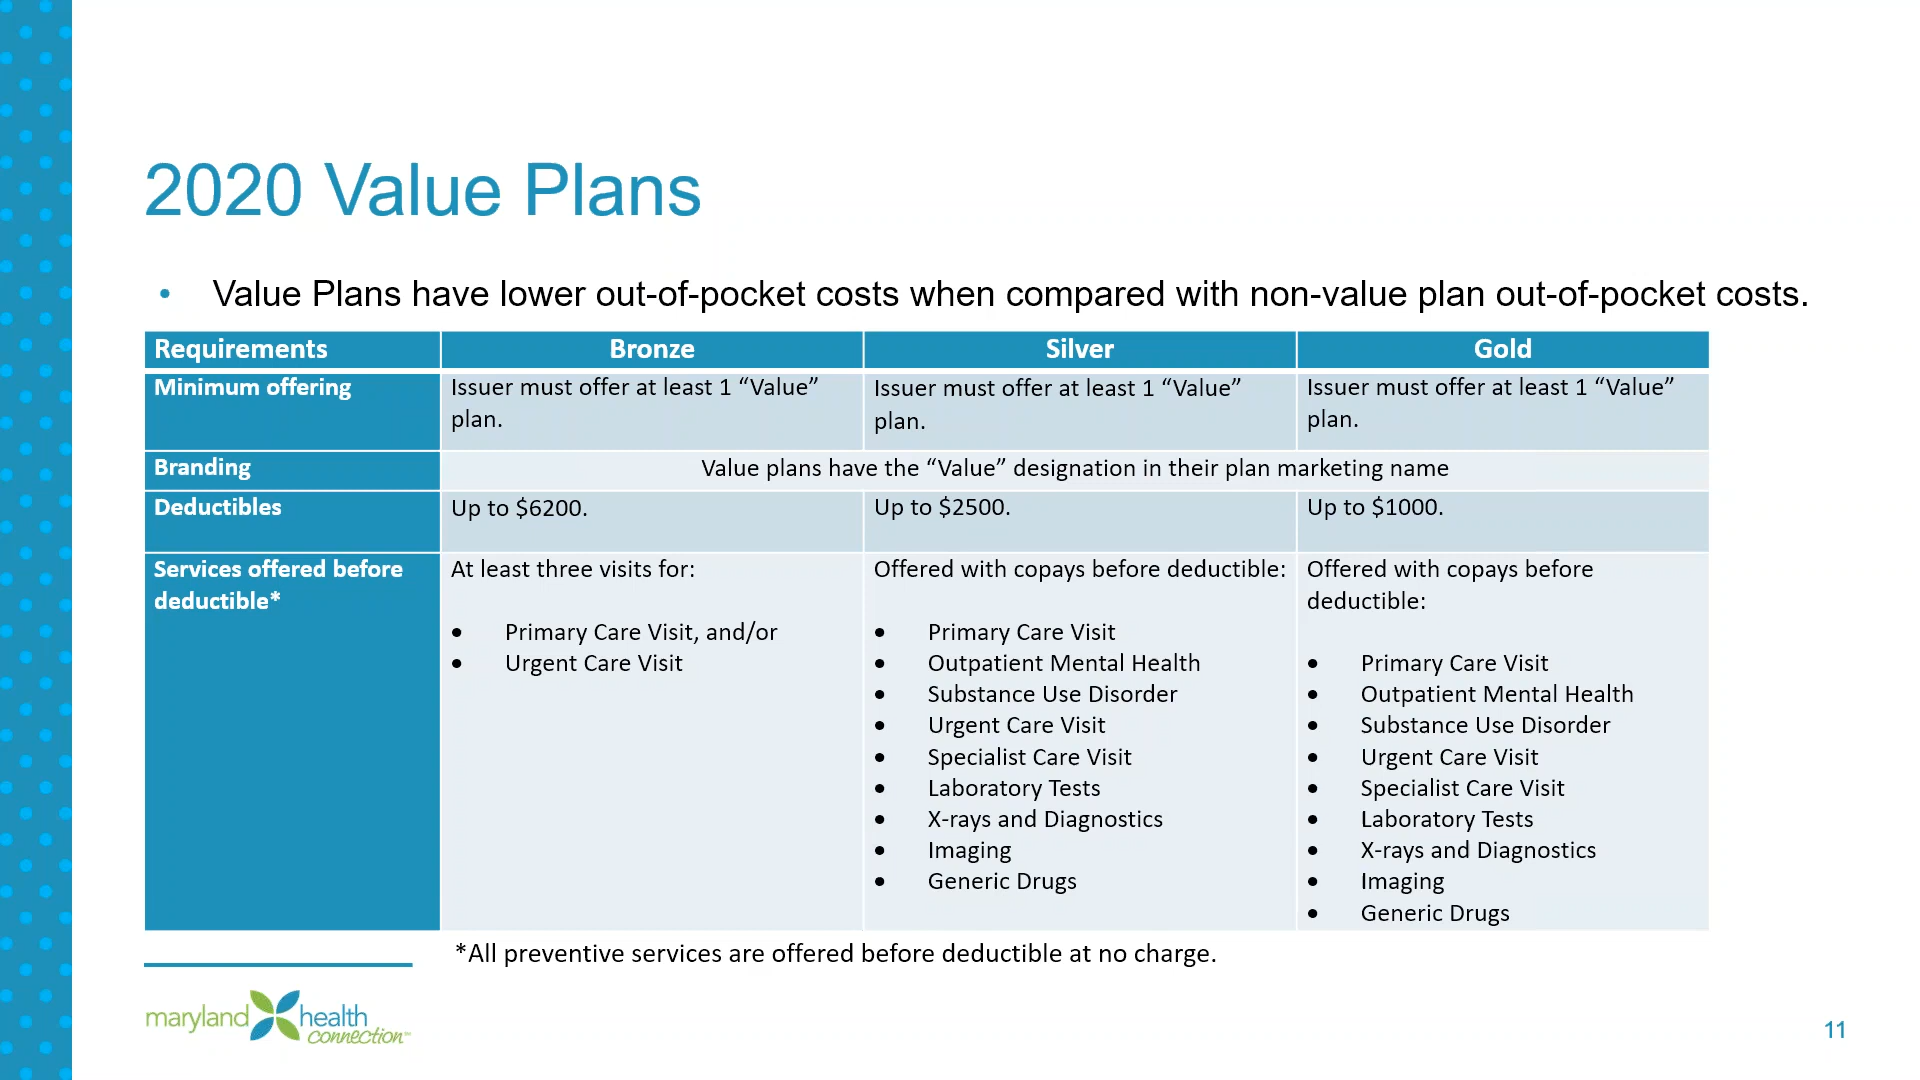 2020 Value Plans
• Value Plans have lower out-of-pocket costs when compared with non-value plan out-of-pocket costs.
Requirements Bronze Silver Gold
Minimum offering
Issuer must offer at least 1 “Value”
plan.
Issuer must offer at least 1 “Value”
plan.
Issuer must offer at least 1 “Value”
plan.
Branding
Value plans have the “Value” designation in their plan marketing name
Deductibles
Up to $6200.
Up to $2500.
Up to $1000.
Services offered before
deductible*
At least three visits for:
• Primary Care Visit, and/or
• Urgent Care Visit
Offered with copays before deductible:
• Primary Care Visit
• Outpatient Mental Health
• Substance Use Disorder
• Urgent Care Visit
• Specialist Care Visit
• Laboratory Tests
• X-rays and Diagnostics
• Imaging
• Generic Drugs
Offered with copays before
deductible:
• Primary Care Visit
• Outpatient Mental Health
• Substance Use Disorder
• Urgent Care Visit
• Specialist Care Visit
• Laboratory Tests
• X-rays and Diagnostics
• Imaging
• Generic Drugs
*All preventive services are offered before deductible at no charge.
maryland health
connection™
11